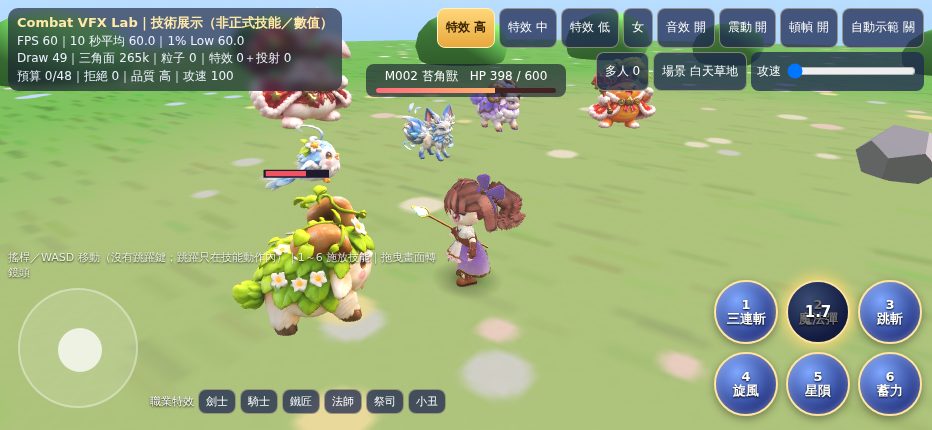 Combat VFX Lab｜技術展示（非正式技能／數值）
FPS 60｜10 秒平均 60.0｜1% Low 60.0
Draw 49｜三角面 265k｜粒子 0｜特效 0＋投射 0
預算 0/48｜拒絕 0｜品質 高｜攻速 100
特效 高
特效 中
特效 低
女
音效 開
震動 開
頓幀 開
自動示範 關
多人 0
場景 白天草地
攻速
M002 苔角獸 HP 398 / 600
搖桿／WASD 移動（沒有跳躍鍵；跳躍只在技能動作內）｜1～6 施放技能｜拖曳畫面轉
鏡頭
1
三連斬
2
魔法彈
1.7
3
跳斬
4
旋風
5
星隕
6
蓄力
職業特效
劍士
騎士
鐵匠
法師
祭司
小丑